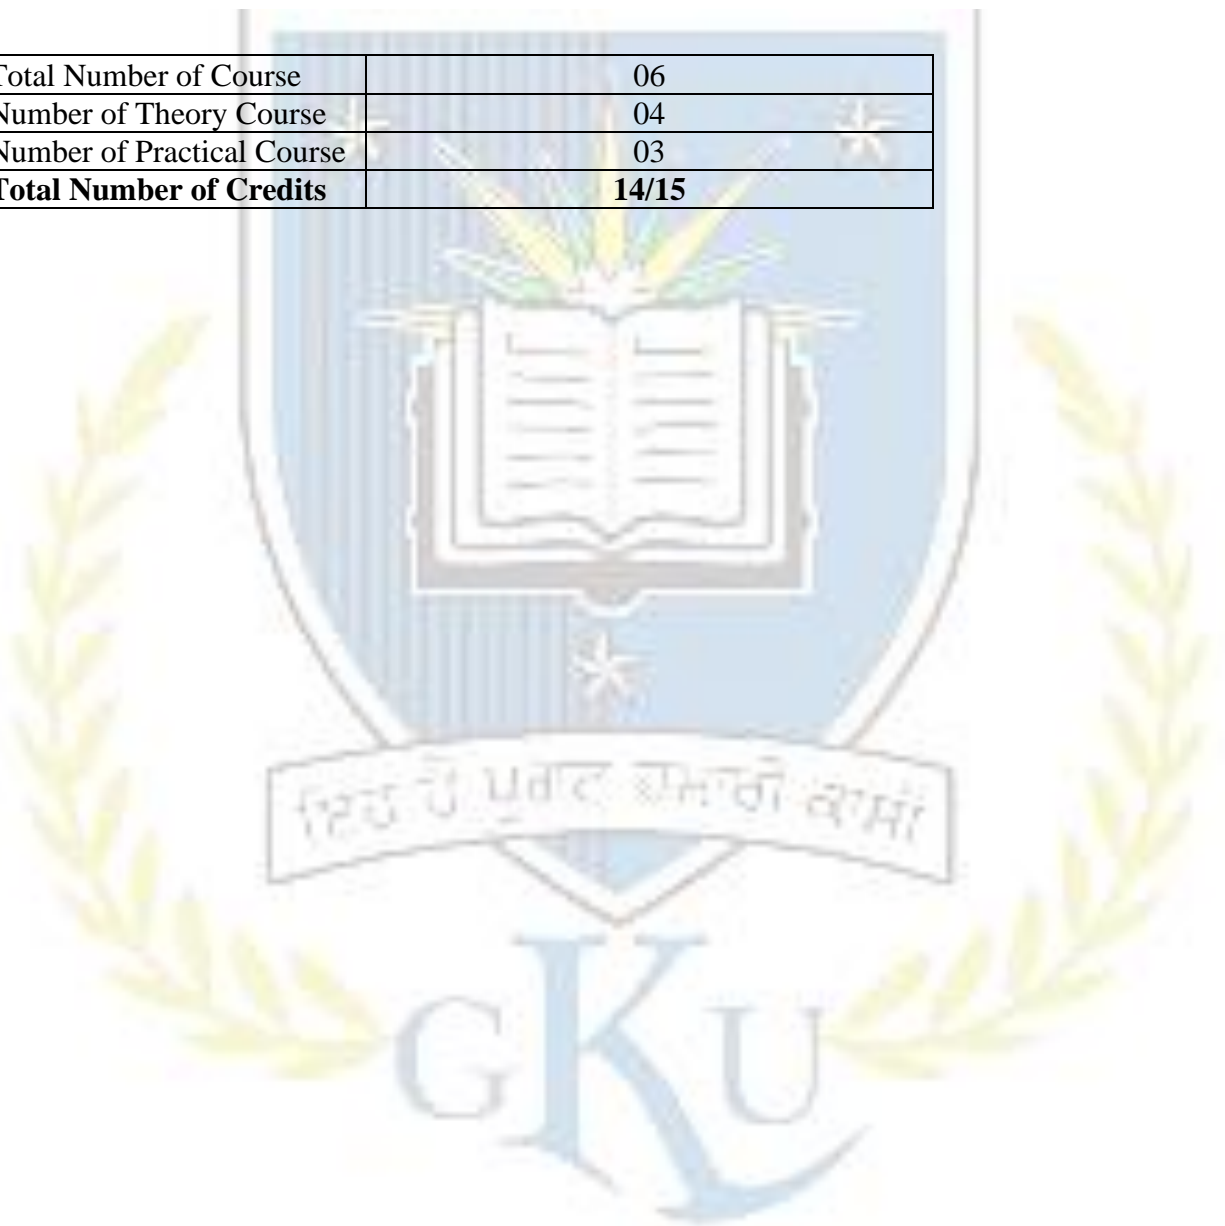 Total Number of Course 06
Number of Theory Course 04
Number of Practical Course 03
Total Number of Credits 14/15
ਹਮਾਰੀ
GKU